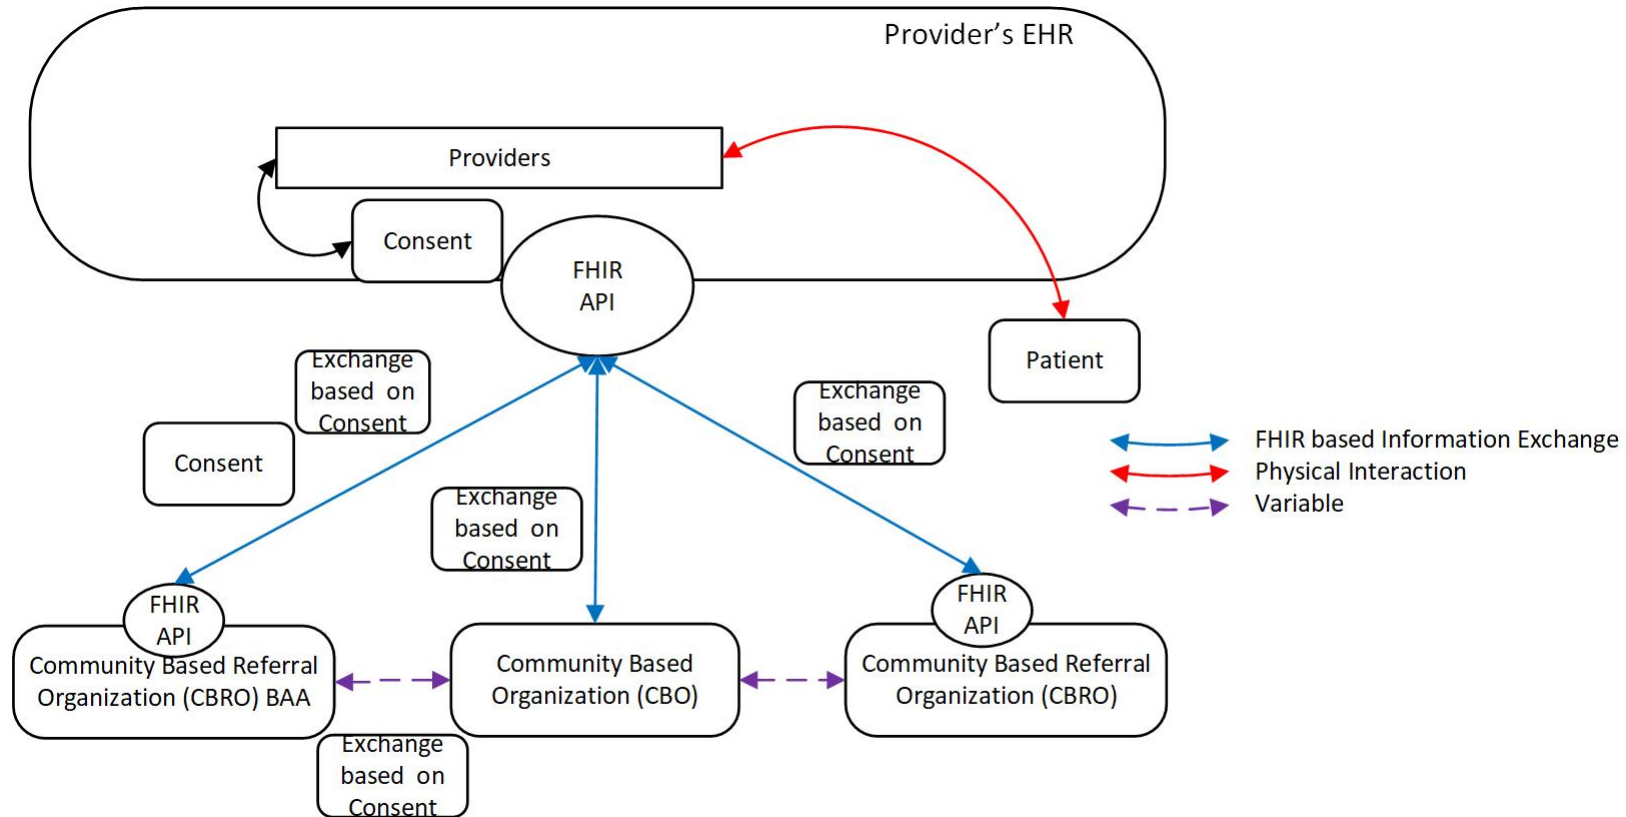 Provider’s EHR
Providers
Consent
FHIR
API
Patient
Exchange
based on
Consent
Exchange
based on
Consent
Consent
Exchange
based on
Consent
FHIR based Information Exchange
Physical Interaction
Variable
FHIR
API
FHIR
API
Community Based Referral
Organization (CBRO) BAA
Community Based
Organization (CBO)
Community Based Referral
Organization (CBRO)
Exchange
based on
Consent